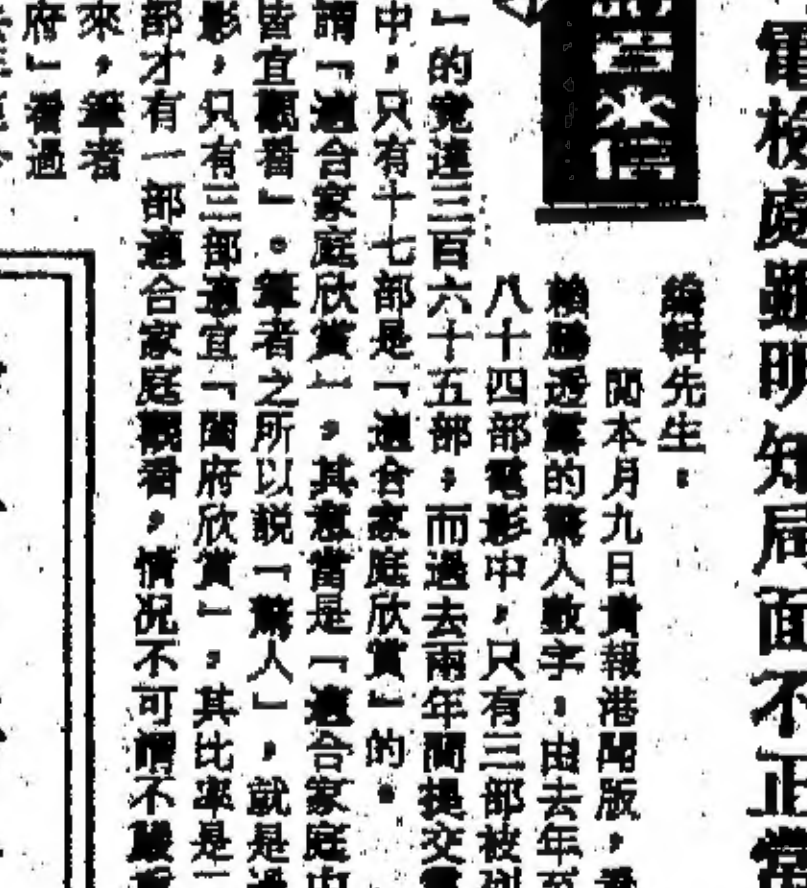 電檢處雖明知局面不正常
來信
編輯先生：
閱本月九日貴報港聞版，
透露的驚人數字。由去年至
八十四部電影中，只有三部被列
」的竟達三百六十五部，而過去兩年間提交電
中，只有十七部是「適合家庭欣賞」的。
謂「適合家庭欣賞」，其意當是「適合家庭中
皆宜觀看」。筆者之所以說「驚人」，就是過
影，只有三部適宜「闔府欣賞」，其比率是一
部才有一部適合家庭觀看，情況不可謂不嚴重
來，筆者
府」看過